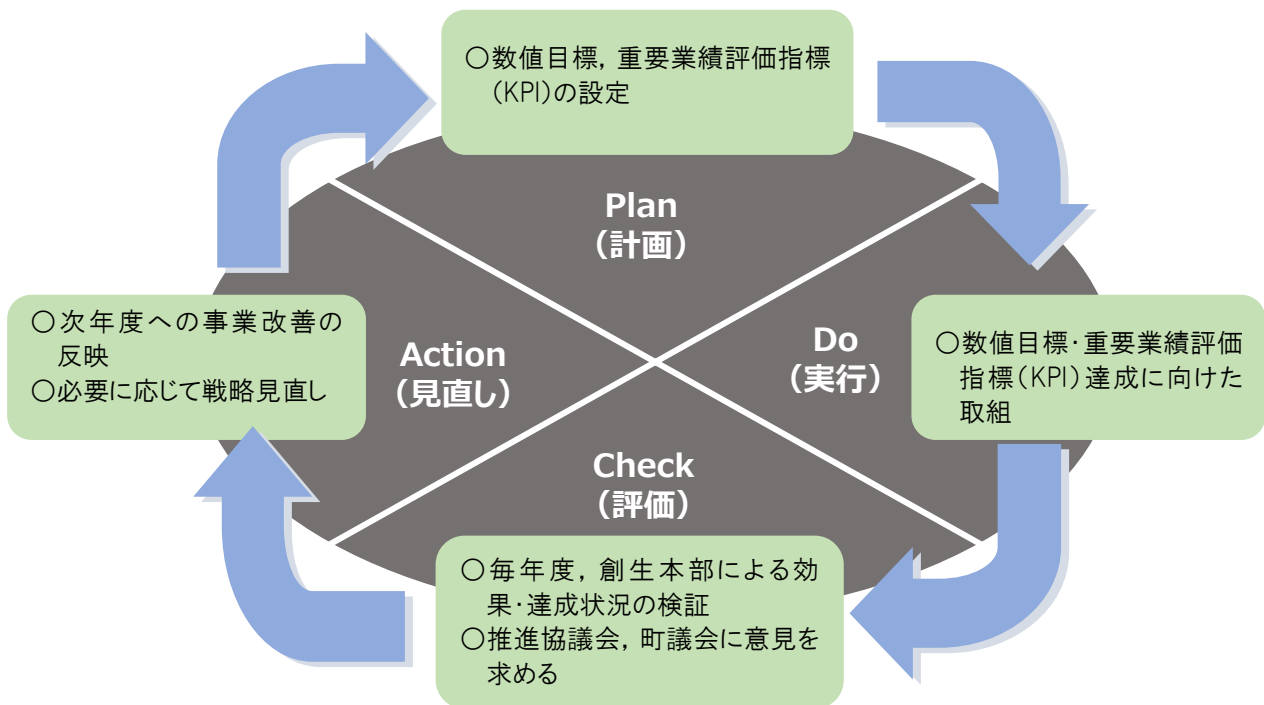 ○数値目標，重要業績評価指標
(KPI)の設定
Plan
（計画）
○数値目標・重要業績評価
指標(KPI)達成に向けた
取組
Do
（実行）
Check
（評価）
○毎年度，創生本部による効
果・達成状況の検証
○推進協議会，町議会に意見を
求める
Action
（見直し）
○次年度への事業改善の
反映
○必要に応じて戦略見直し